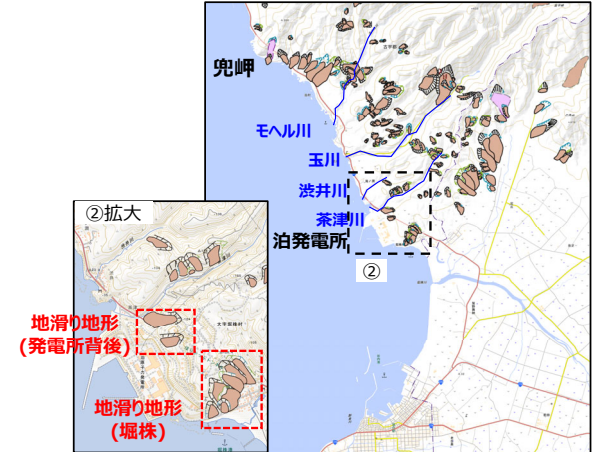 兜岬
モヘル川
玉川
渋井川
茶津川
泊発電所
②
②拡大
地滑り地形
(発電所背後)
地滑り地形
(堀株)